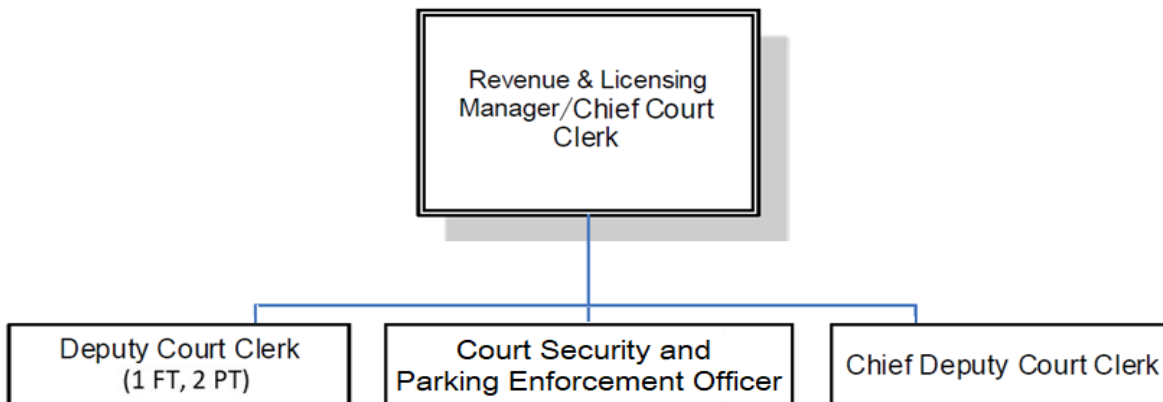 Revenue & Licensing
Manager/Chief Court
Clerk
Deputy Court Clerk
(1 FT, 2 PT)
Court Security and
Parking Enforcement Officer
Chief Deputy Court Clerk